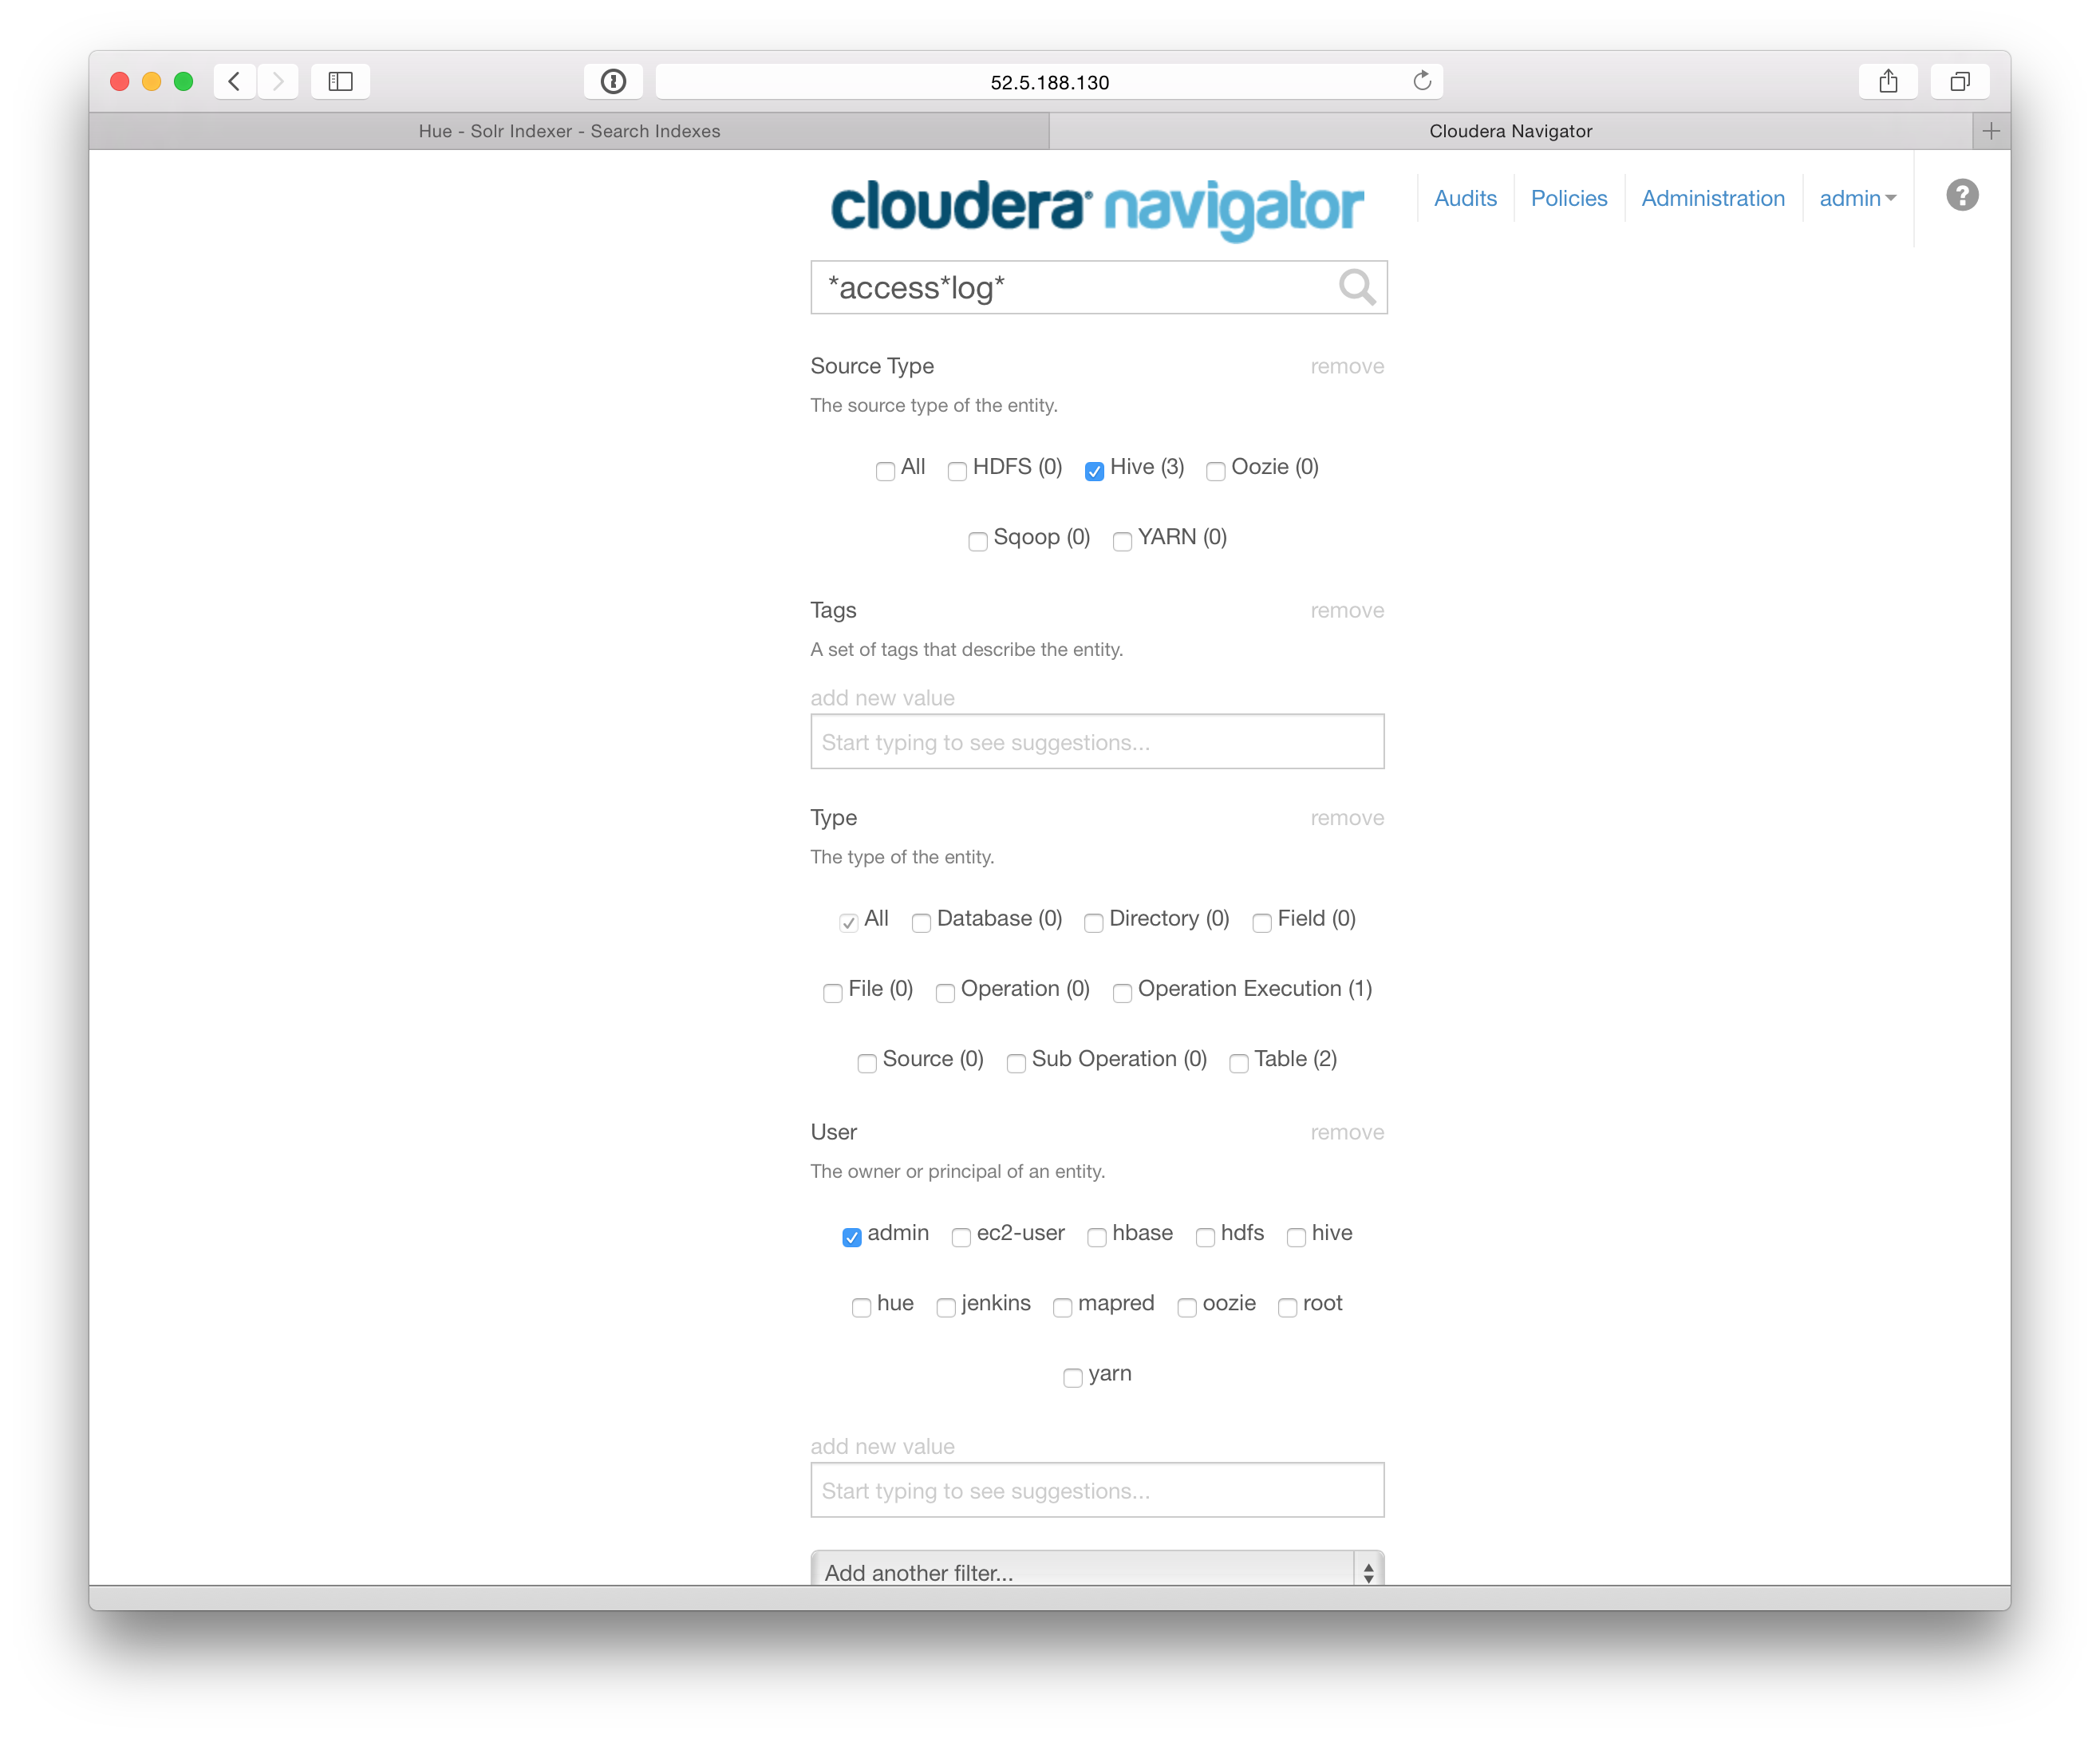 52.5.188.130
Hue - Solr Indexer - Search Indexes
Cloudera Navigator
cloudera® navigator
Audits
Policies
Administration
admin
?
*access*log*
Source Type remove
The source type of the entity.
All HDFS (0) Hive (3) Oozie (0)
Sqoop (0) YARN (0)
Tags remove
A set of tags that describe the entity.
add new value
Start typing to see suggestions...
Type remove
The type of the entity.
All Database (0) Directory (0) Field (0)
File (0) Operation (0) Operation Execution (1)
Source (0) Sub Operation (0) Table (2)
User remove
The owner or principal of an entity.
admin ec2-user hbase hdfs hive
hue jenkins mapred oozie root
yarn
add new value
Start typing to see suggestions...
Add another filter...